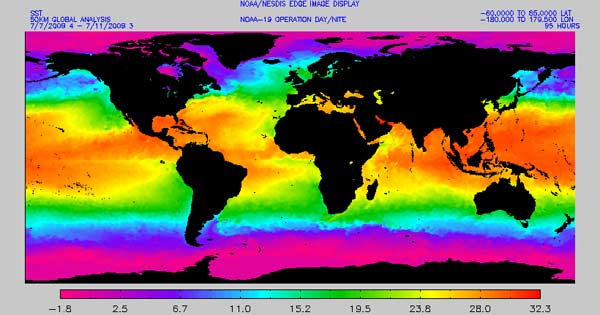 NOAA/NESDIS EDGE IMAGE DISPLAY
SST
50KM GLOBAL ANALYSIS
7/7/2009 4 - 7/11/2009 3
NOAA-19 OPERATION DAY/NITE
-60.0000 TO 65.0000 LAT
-180.000 TO 179.500 LON
95 HOURS
-1.8 2.5 6.7 11.0 15.2 19.5 23.8 28.0 32.3